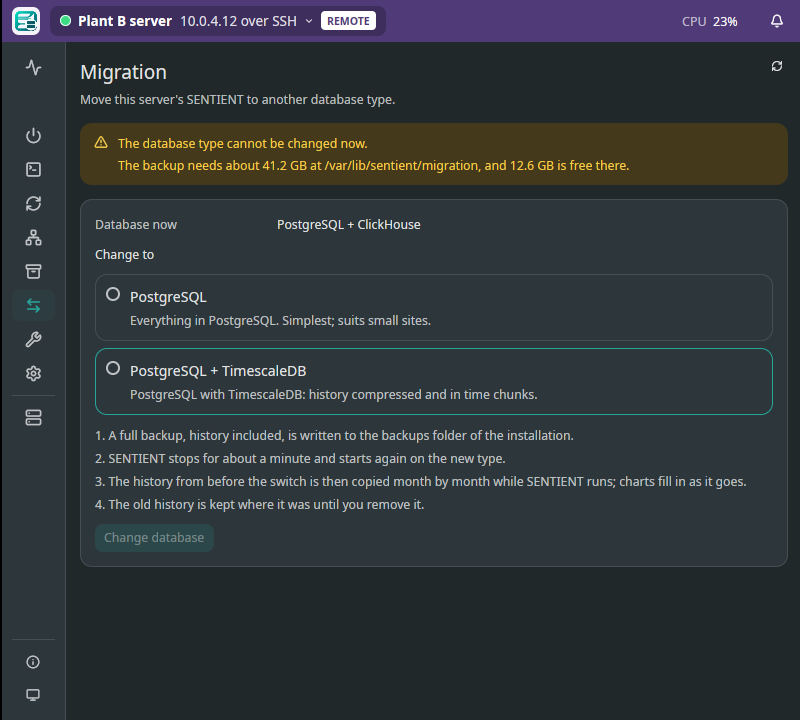 Plant B server 10.0.4.12 over SSH REMOTE CPU 23%
Migration
Move this server's SENTIENT to another database type.
The database type cannot be changed now.
The backup needs about 41.2 GB at /var/lib/sentient/migration, and 12.6 GB is free there.
Database now PostgreSQL + ClickHouse
Change to
PostgreSQL
Everything in PostgreSQL. Simplest; suits small sites.
PostgreSQL + TimescaleDB
PostgreSQL with TimescaleDB: history compressed and in time chunks.
1. A full backup, history included, is written to the backups folder of the installation.
2. SENTIENT stops for about a minute and starts again on the new type.
3. The history from before the switch is then copied month by month while SENTIENT runs; charts fill in as it goes.
4. The old history is kept where it was until you remove it.
Change database